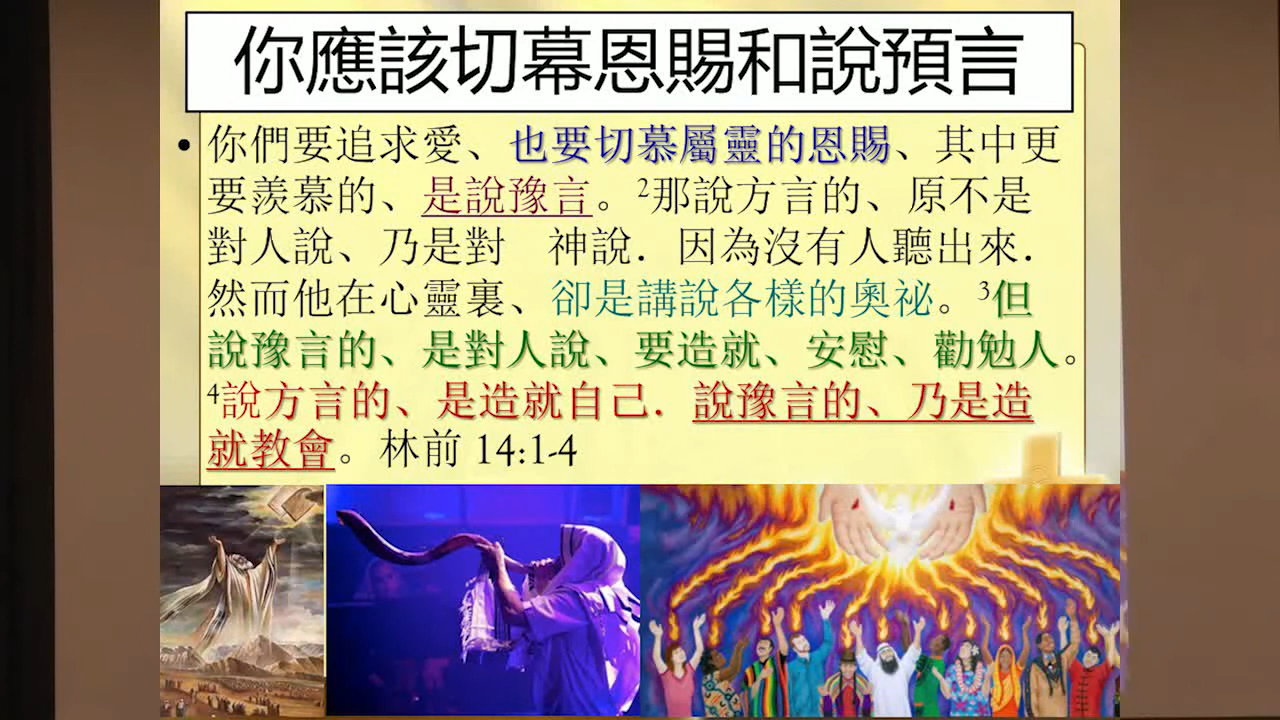 你應該切幕恩賜和說預言
• 你們要追求愛、也要切慕屬靈的恩賜、其中更
要羨慕的、是說豫言。2那說方言的、原不是
對人說、乃是對　神說．因為沒有人聽出來．
然而他在心靈裏、卻是講說各樣的奧祕。3但
說豫言的、是對人說、要造就、安慰、勸勉人。
4說方言的、是造就自己．說豫言的、乃是造
就教會。林前 14:1-4